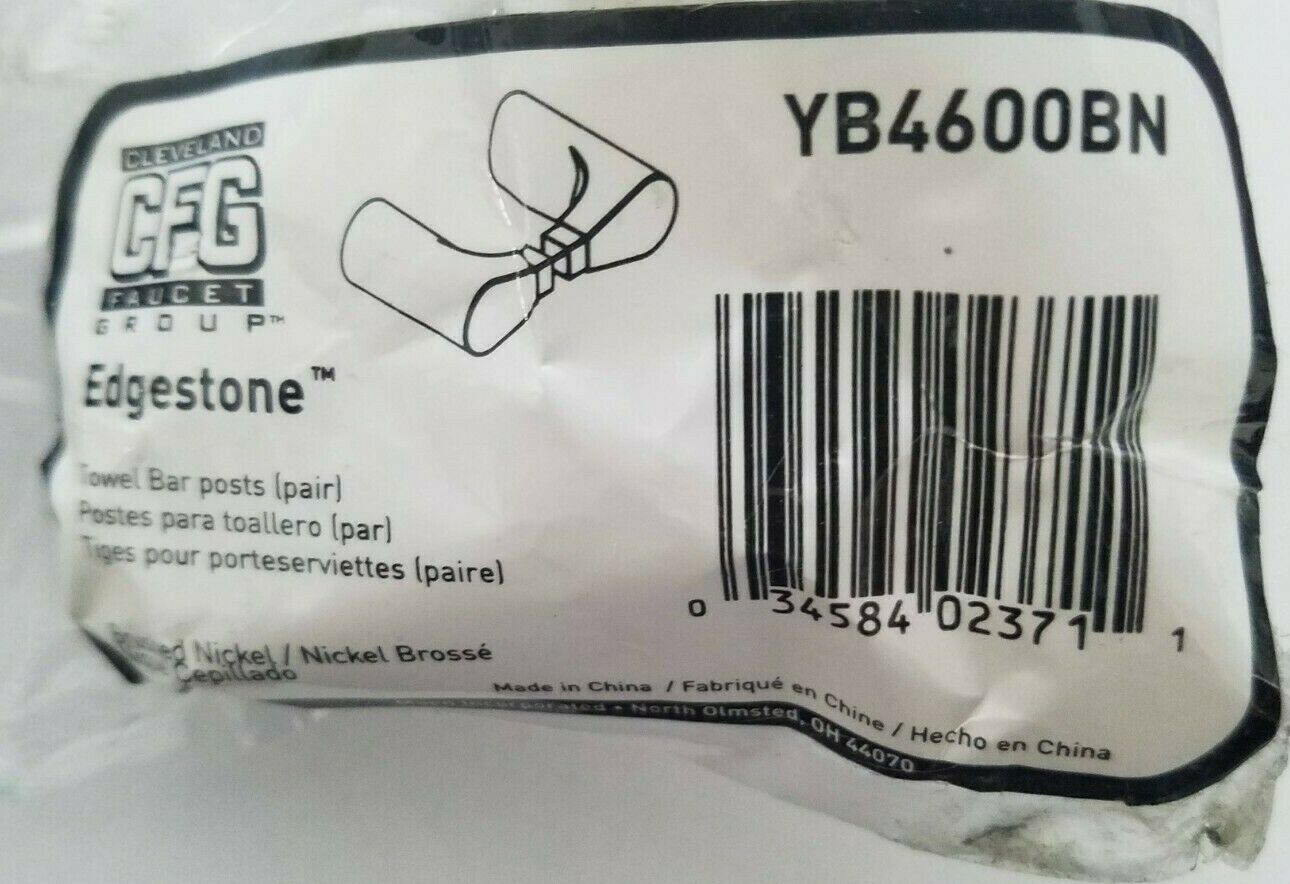 YB4600BN
CLEVELAND
CFG
FAUCET
GROUP™
Edgestone™
Towel Bar posts (pair)
Postes para toallero (par)
Tiges pour porteserviettes (paire)
Nickel / Nickel Brossé
Cepillado
0 34584 02371 1
Made in China / Fabriqué en Chine / Hecho en China
Incorporated • North Olmsted, OH 44070